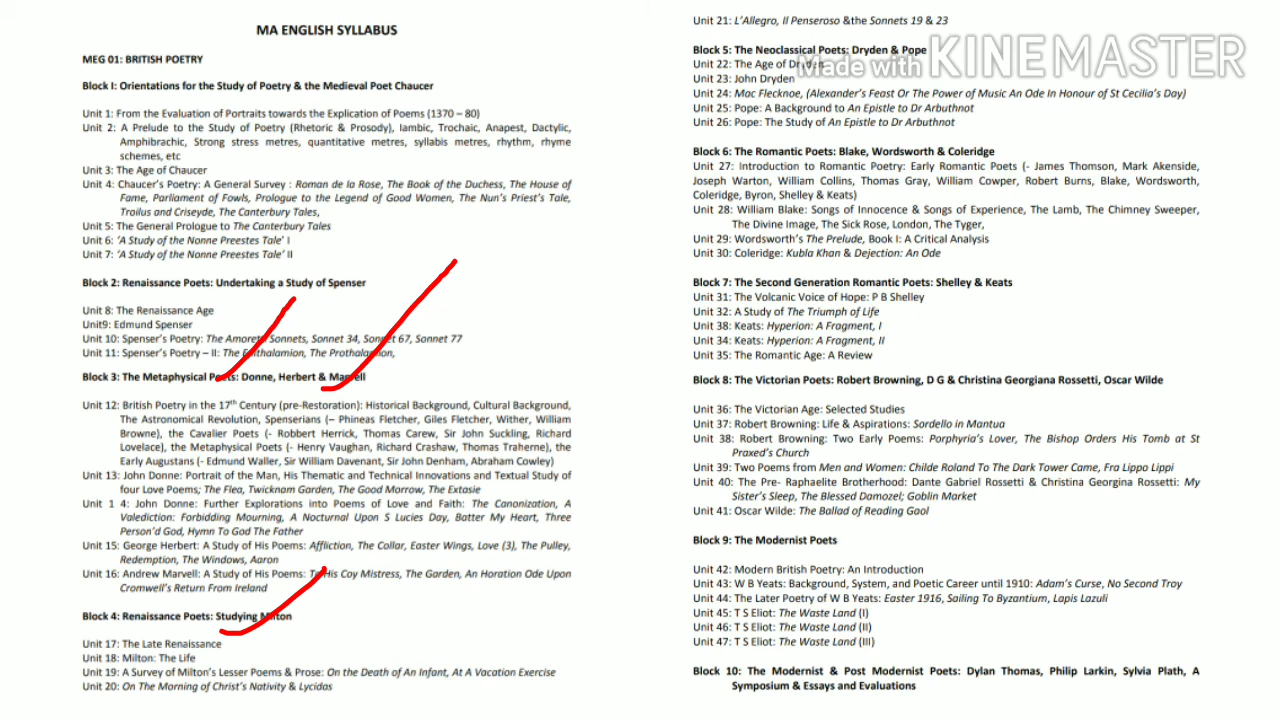 MA ENGLISH SYLLABUS
MEG 01: BRITISH POETRY
Block I: Orientations for the Study of Poetry & the Medieval Poet Chaucer
Unit 1: From the Evaluation of Portraits towards the Explication of Poems (1370 – 80)
Unit 2: A Prelude to the Study of Poetry (Rhetoric & Prosody), Iambic, Trochaic, Anapest, Dactylic,
Amphibrachic, Strong stress metres, quantitative metres, syllabis metres, rhythm, rhyme
schemes, etc
Unit 3: The Age of Chaucer
Unit 4: Chaucer's Poetry: A General Survey : Roman de la Rose, The Book of the Duchess, The House of
Fame, Parliament of Fowls, Prologue to the Legend of Good Women, The Nun's Priest's Tale,
Troilus and Criseyde, The Canterbury Tales,
Unit 5: The General Prologue to The Canterbury Tales
Unit 6: 'A Study of the Nonne Preestes Tale' I
Unit 7: 'A Study of the Nonne Preestes Tale' II
Block 2: Renaissance Poets: Undertaking a Study of Spenser
Unit 8: The Renaissance Age
Unit9: Edmund Spenser
Unit 10: Spenser's Poetry: The Amoretti Sonnets, Sonnet 34, Sonnet 67, Sonnet 77
Unit 11: Spenser's Poetry – II: The Epithalamion, The Prothalamion,
Block 3: The Metaphysical Poets: Donne, Herbert & Marvell
Unit 12: British Poetry in the 17th Century (pre-Restoration): Historical Background, Cultural Background,
The Astronomical Revolution, Spenserians (– Phineas Fletcher, Giles Fletcher, Wither, William
Browne), the Cavalier Poets (- Robbert Herrick, Thomas Carew, Sir John Suckling, Richard
Lovelace), the Metaphysical Poets (- Henry Vaughan, Richard Crashaw, Thomas Traherne), the
Early Augustans (- Edmund Waller, Sir William Davenant, Sir John Denham, Abraham Cowley)
Unit 13: John Donne: Portrait of the Man, His Thematic and Technical Innovations and Textual Study of
four Love Poems; The Flea, Twicknam Garden, The Good Morrow, The Extasie
Unit 1 4: John Donne: Further Explorations into Poems of Love and Faith: The Canonization, A
Valediction: Forbidding Mourning, A Nocturnal Upon S Lucies Day, Batter My Heart, Three
Person'd God, Hymn To God The Father
Unit 15: George Herbert: A Study of His Poems: Affliction, The Collar, Easter Wings, Love (3), The Pulley,
Redemption, The Windows, Aaron
Unit 16: Andrew Marvell: A Study of His Poems: To His Coy Mistress, The Garden, An Horation Ode Upon
Cromwell's Return From Ireland
Block 4: Renaissance Poets: Studying Milton
Unit 17: The Late Renaissance
Unit 18: Milton: The Life
Unit 19: A Survey of Milton's Lesser Poems & Prose: On the Death of An Infant, At A Vacation Exercise
Unit 20: On The Morning of Christ's Nativity & Lycidas
Unit 21: L'Allegro, Il Penseroso &the Sonnets 19 & 23
Block 5: The Neoclassical Poets: Dryden & Pope
Made with KINEMASTER
Unit 22: The Age of Dryden
Unit 23: John Dryden
Unit 24: Mac Flecknoe, (Alexander's Feast Or The Power of Music An Ode In Honour of St Cecilia's Day)
Unit 25: Pope: A Background to An Epistle to Dr Arbuthnot
Unit 26: Pope: The Study of An Epistle to Dr Arbuthnot
Block 6: The Romantic Poets: Blake, Wordsworth & Coleridge
Unit 27: Introduction to Romantic Poetry: Early Romantic Poets (- James Thomson, Mark Akenside,
Joseph Warton, William Collins, Thomas Gray, William Cowper, Robert Burns, Blake, Wordsworth,
Coleridge, Byron, Shelley & Keats)
Unit 28: William Blake: Songs of Innocence & Songs of Experience, The Lamb, The Chimney Sweeper,
The Divine Image, The Sick Rose, London, The Tyger,
Unit 29: Wordsworth's The Prelude, Book I: A Critical Analysis
Unit 30: Coleridge: Kubla Khan & Dejection: An Ode
Block 7: The Second Generation Romantic Poets: Shelley & Keats
Unit 31: The Volcanic Voice of Hope: P B Shelley
Unit 32: A Study of The Triumph of Life
Unit 38: Keats: Hyperion: A Fragment, I
Unit 34: Keats: Hyperion: A Fragment, II
Unit 35: The Romantic Age: A Review
Block 8: The Victorian Poets: Robert Browning, D G & Christina Georgiana Rossetti, Oscar Wilde
Unit 36: The Victorian Age: Selected Studies
Unit 37: Robert Browning: Life & Aspirations: Sordello in Mantua
Unit 38: Robert Browning: Two Early Poems: Porphyria's Lover, The Bishop Orders His Tomb at St
Praxed's Church
Unit 39: Two Poems from Men and Women: Childe Roland To The Dark Tower Came, Fra Lippo Lippi
Unit 40: The Pre- Raphaelite Brotherhood: Dante Gabriel Rossetti & Christina Georgina Rossetti: My
Sister's Sleep, The Blessed Damozel; Goblin Market
Unit 41: Oscar Wilde: The Ballad of Reading Gaol
Block 9: The Modernist Poets
Unit 42: Modern British Poetry: An Introduction
Unit 43: W B Yeats: Background, System, and Poetic Career until 1910: Adam's Curse, No Second Troy
Unit 44: The Later Poetry of W B Yeats: Easter 1916, Sailing To Byzantium, Lapis Lazuli
Unit 45: T S Eliot: The Waste Land (I)
Unit 46: T S Eliot: The Waste Land (II)
Unit 47: T S Eliot: The Waste Land (III)
Block 10: The Modernist & Post Modernist Poets: Dylan Thomas, Philip Larkin, Sylvia Plath, A
Symposium & Essays and Evaluations